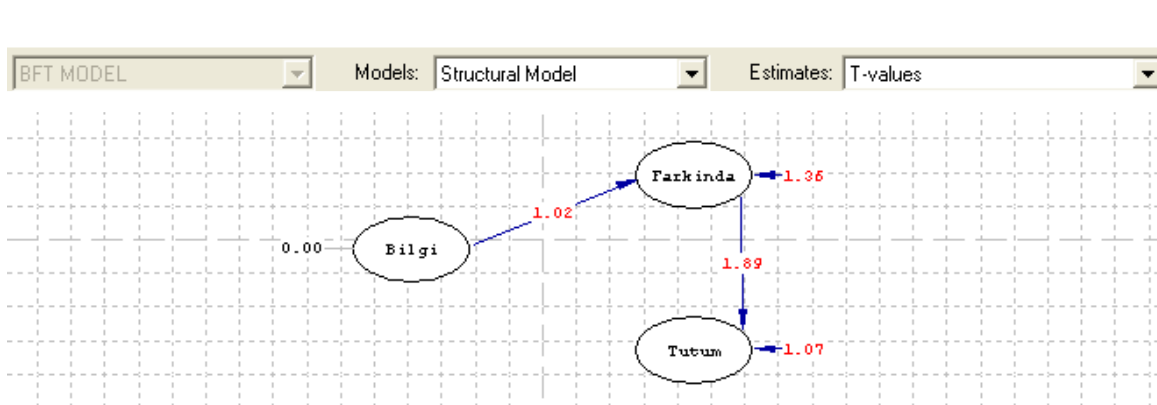 BFT MODEL Models: Structural Model Estimates: T-values
Farkinda 1.36
1.02
0.00 Bilgi
1.89
Tutum 1.07